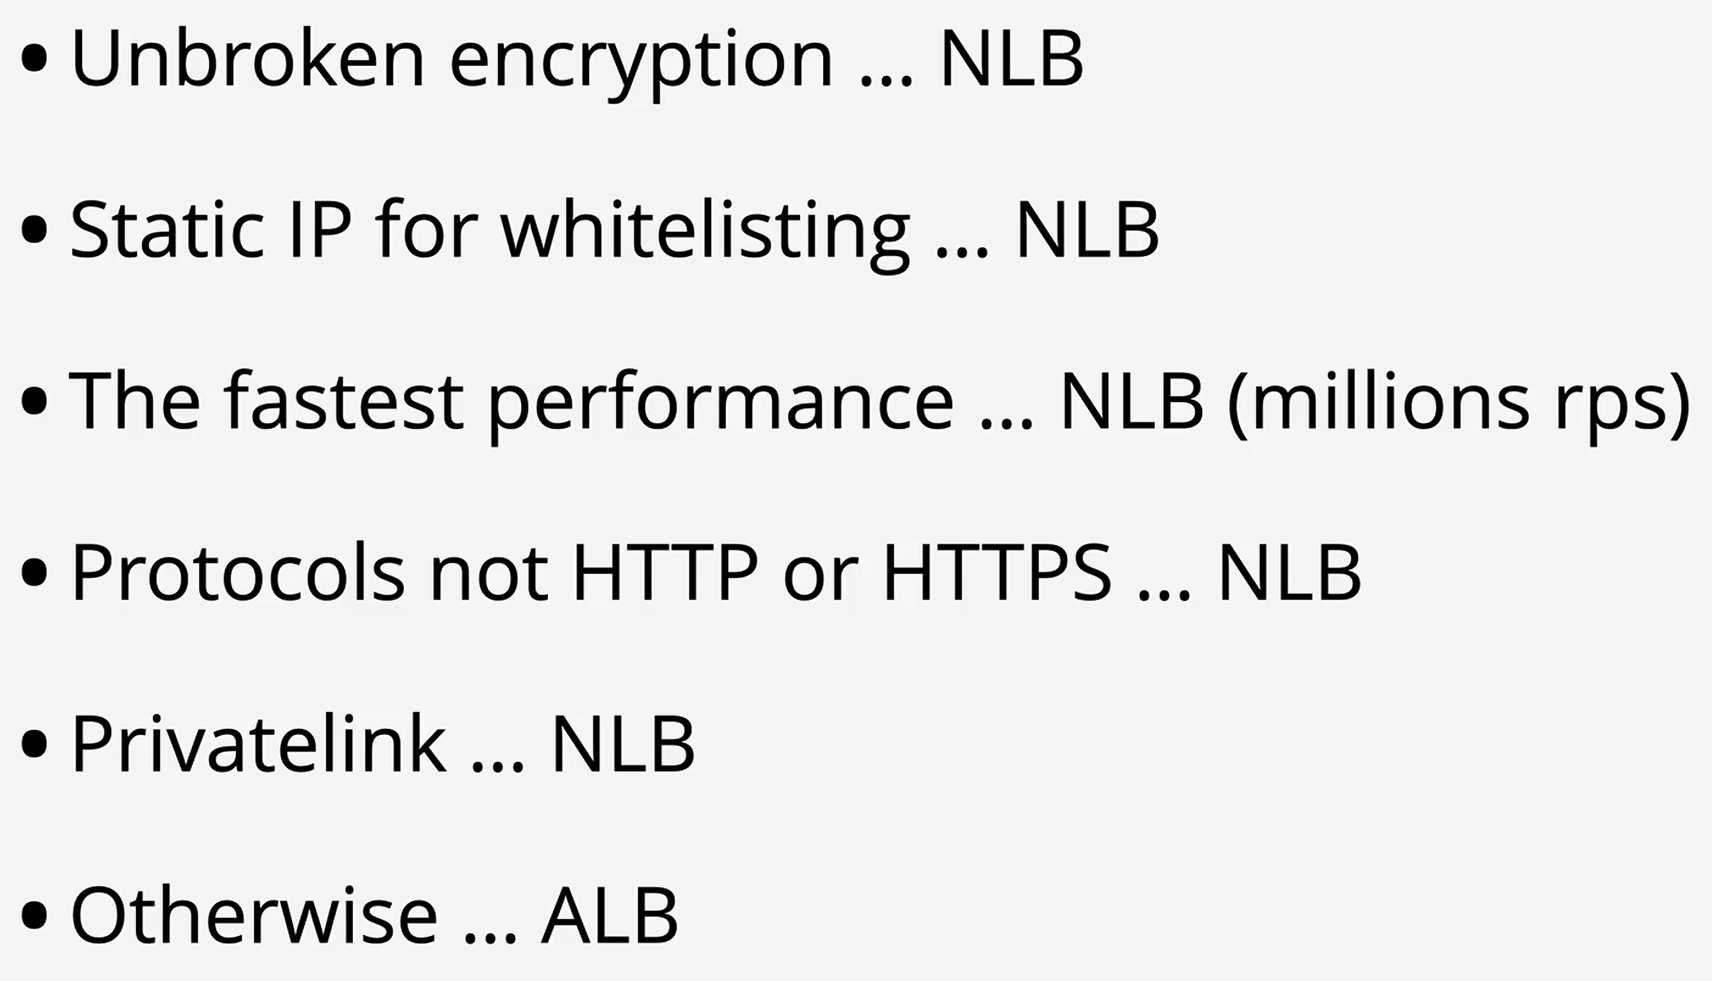 • Unbroken encryption ... NLB
• Static IP for whitelisting ... NLB
• The fastest performance ... NLB (millions rps)
• Protocols not HTTP or HTTPS ... NLB
• Privatelink ... NLB
• Otherwise ... ALB